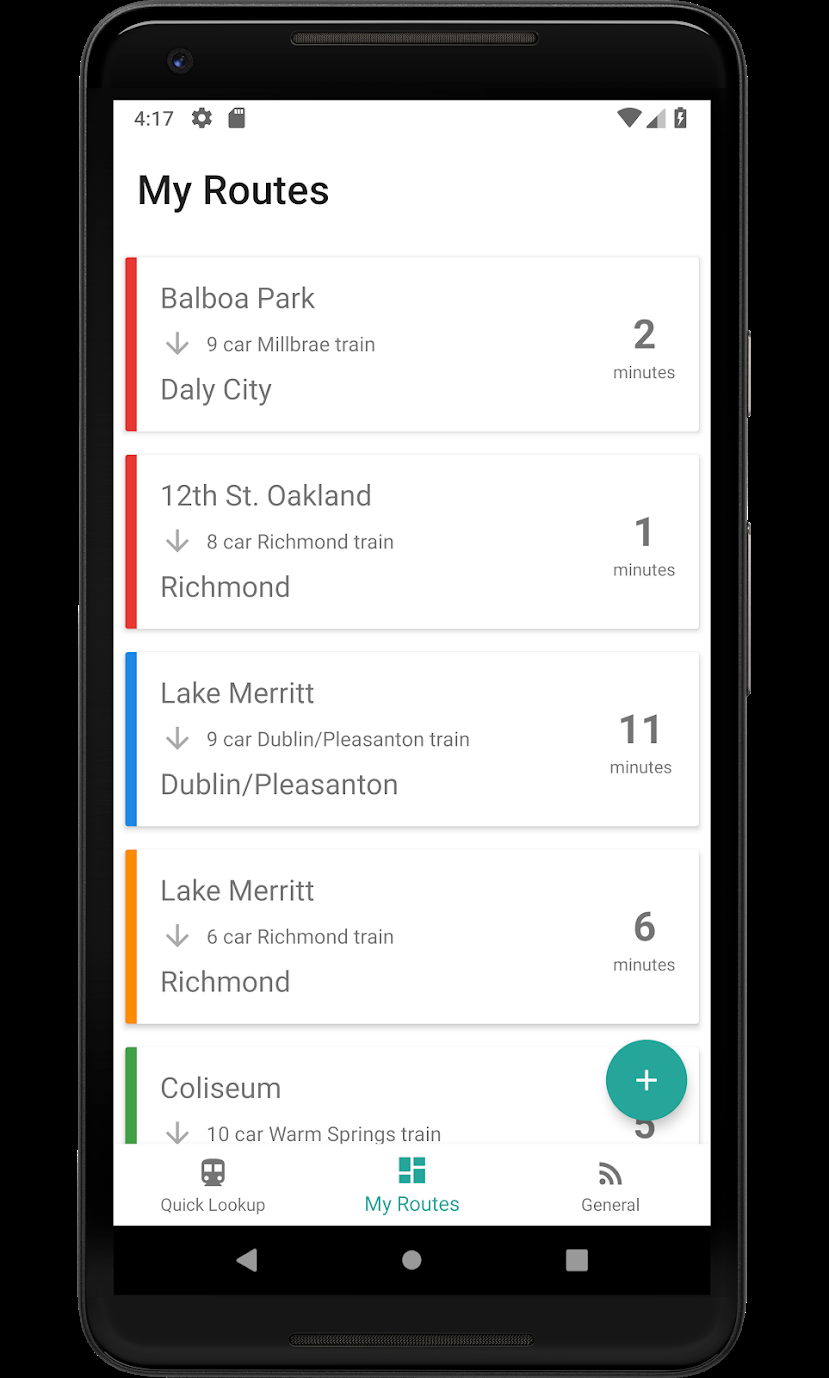 4:17
My Routes
Balboa Park
9 car Millbrae train
Daly City
2
minutes
12th St. Oakland
8 car Richmond train
Richmond
1
minutes
Lake Merritt
9 car Dublin/Pleasanton train
Dublin/Pleasanton
11
minutes
Lake Merritt
6 car Richmond train
Richmond
6
minutes
Coliseum
10 car Warm Springs train
5
+
Quick Lookup
My Routes
General